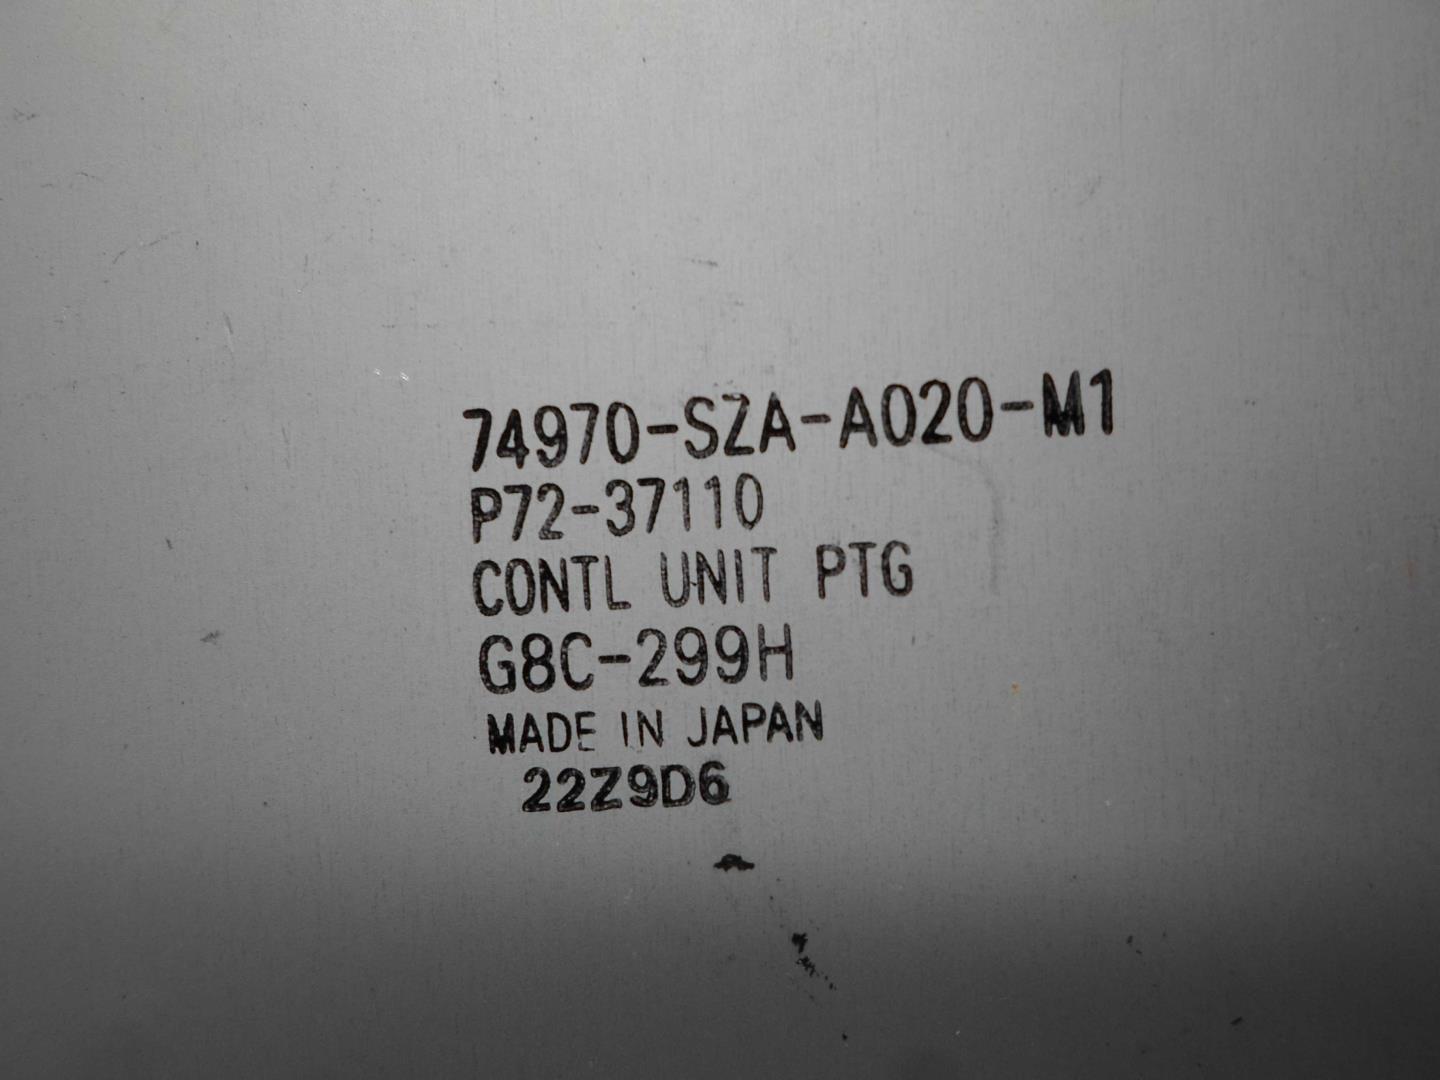 74970-SZA-A020-M1
P72-37110
CONTL UNIT PTG
G8C-299H
MADE IN JAPAN
22Z9D6